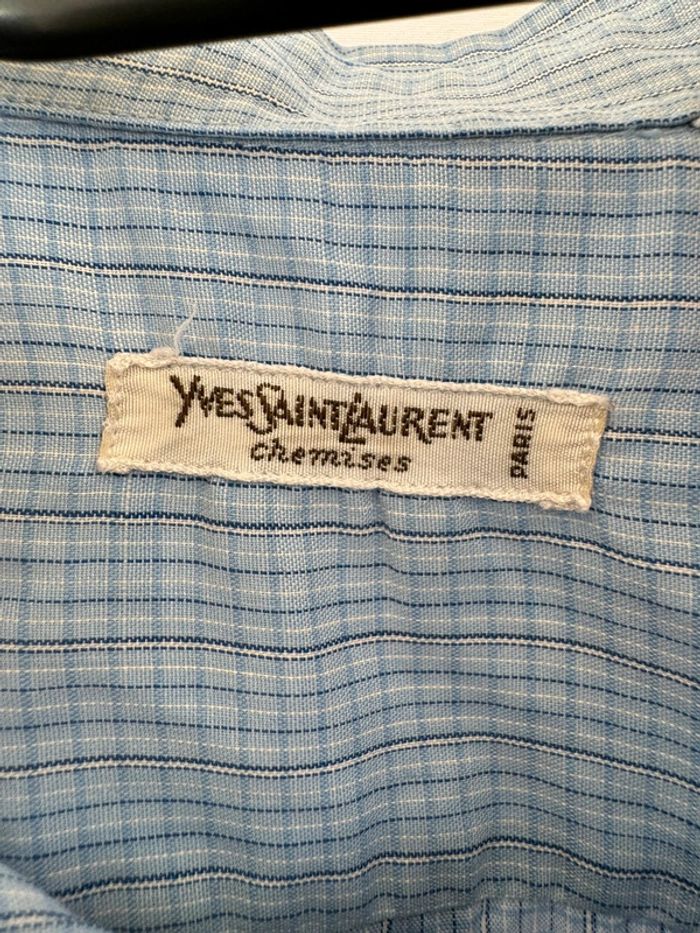 YVES SAINT LAURENT
chemises
PARIS